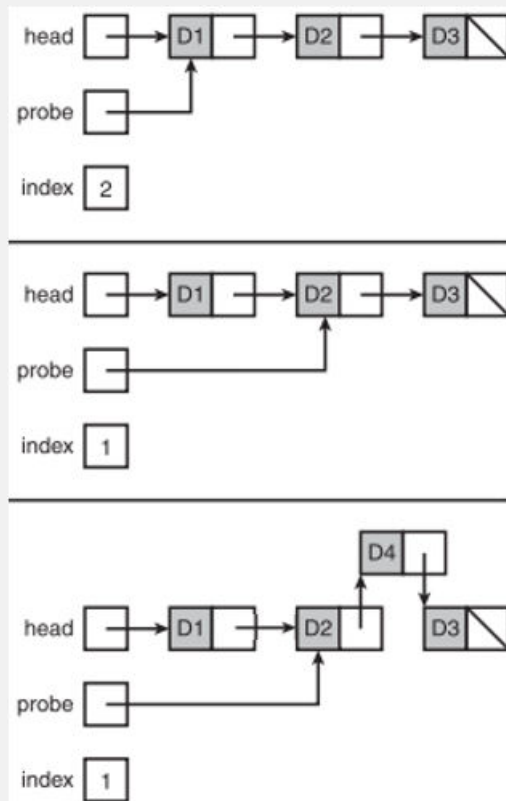 head D1 D2 D3
probe
index 2
head D1 D2 D3
probe
index 1
D4
head D1 D2 D3
probe
index 1